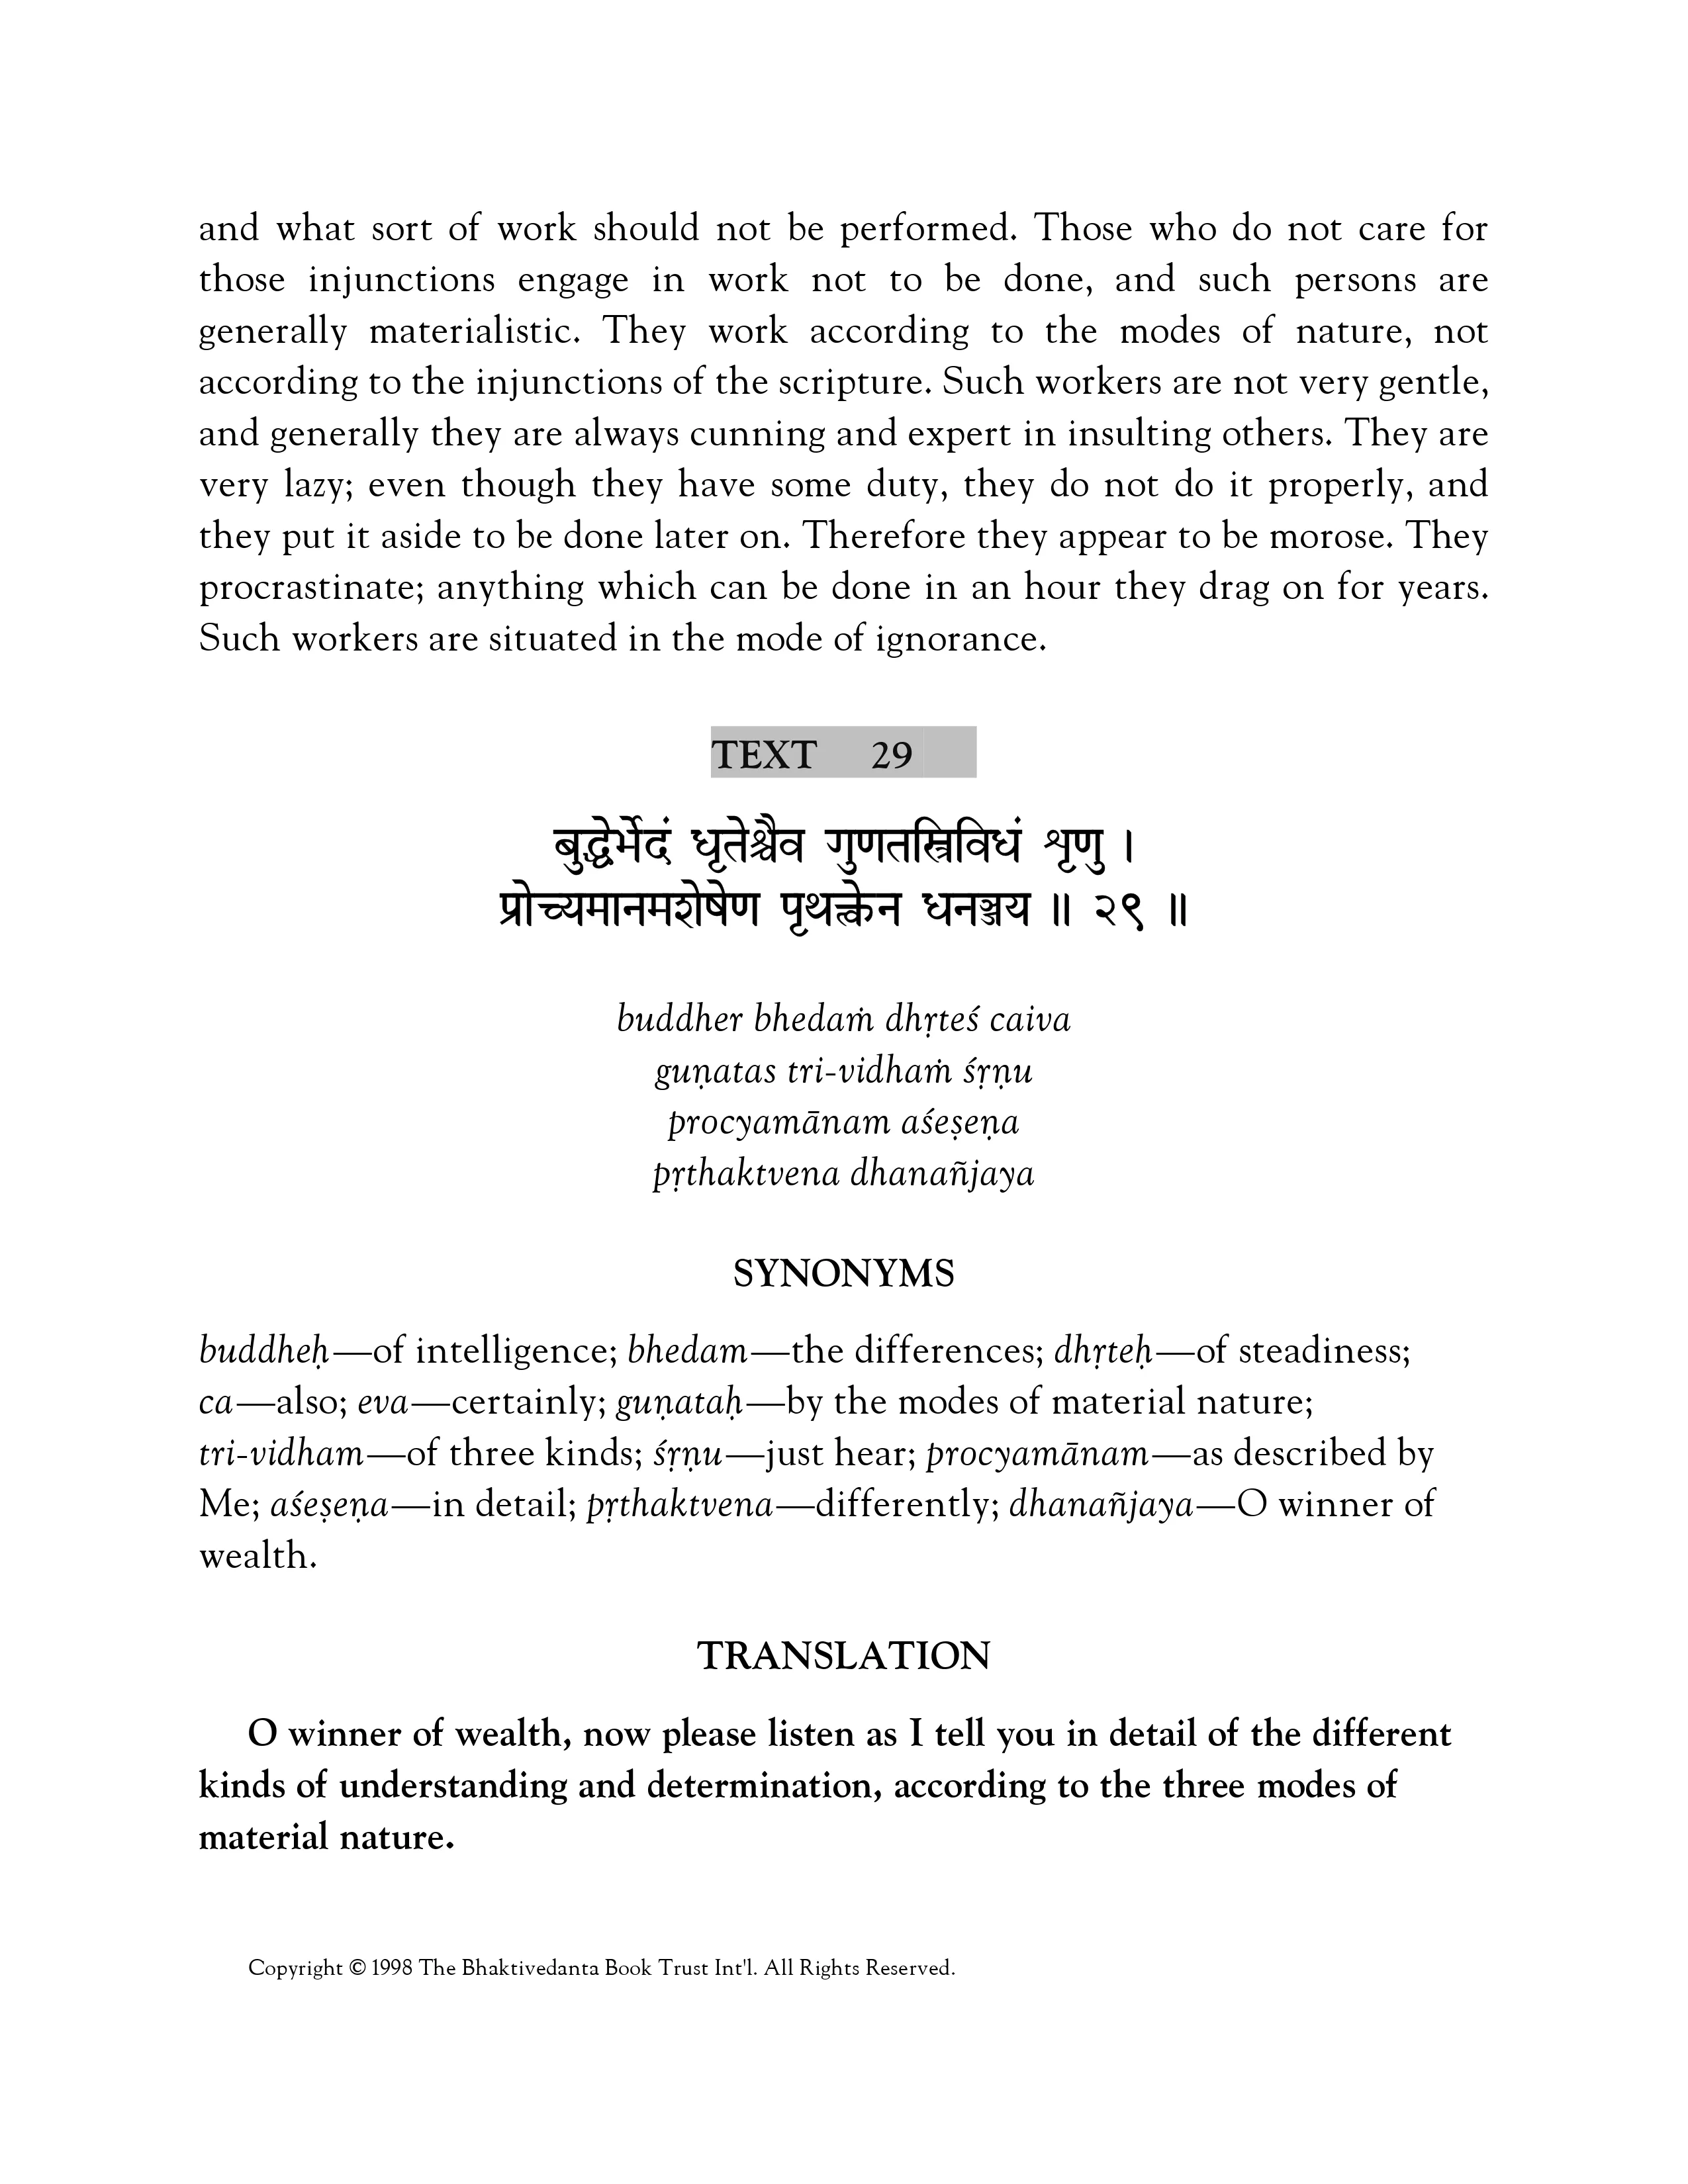 and what sort of work should not be performed. Those who do not care for
those injunctions engage in work not to be done, and such persons are
generally materialistic. They work according to the modes of nature, not
according to the injunctions of the scripture. Such workers are not very gentle,
and generally they are always cunning and expert in insulting others. They are
very lazy; even though they have some duty, they do not do it properly, and
they put it aside to be done later on. Therefore they appear to be morose. They
procrastinate; anything which can be done in an hour they drag on for years.
Such workers are situated in the mode of ignorance.
TEXT 29
बुद्धेर्भेदं धृतेश्चैव गुणतस्त्रिविधं शृणु ।
प्रोच्यमानमशेषेण पृथक्त्वेन धनञ्जय ॥ २९ ॥
buddher bhedaṁ dhṛteś caiva
guṇatas tri-vidhaṁ śṛṇu
procyamānam aśeṣeṇa
pṛthaktvena dhanañjaya
SYNONYMS
buddheḥ—of intelligence; bhedam—the differences; dhṛteḥ—of steadiness;
ca—also; eva—certainly; guṇataḥ—by the modes of material nature;
tri-vidham—of three kinds; śṛṇu—just hear; procyamānam—as described by
Me; aśeṣeṇa—in detail; pṛthaktvena—differently; dhanañjaya—O winner of
wealth.
TRANSLATION
O winner of wealth, now please listen as I tell you in detail of the different
kinds of understanding and determination, according to the three modes of
material nature.
Copyright © 1998 The Bhaktivedanta Book Trust Int'l. All Rights Reserved.